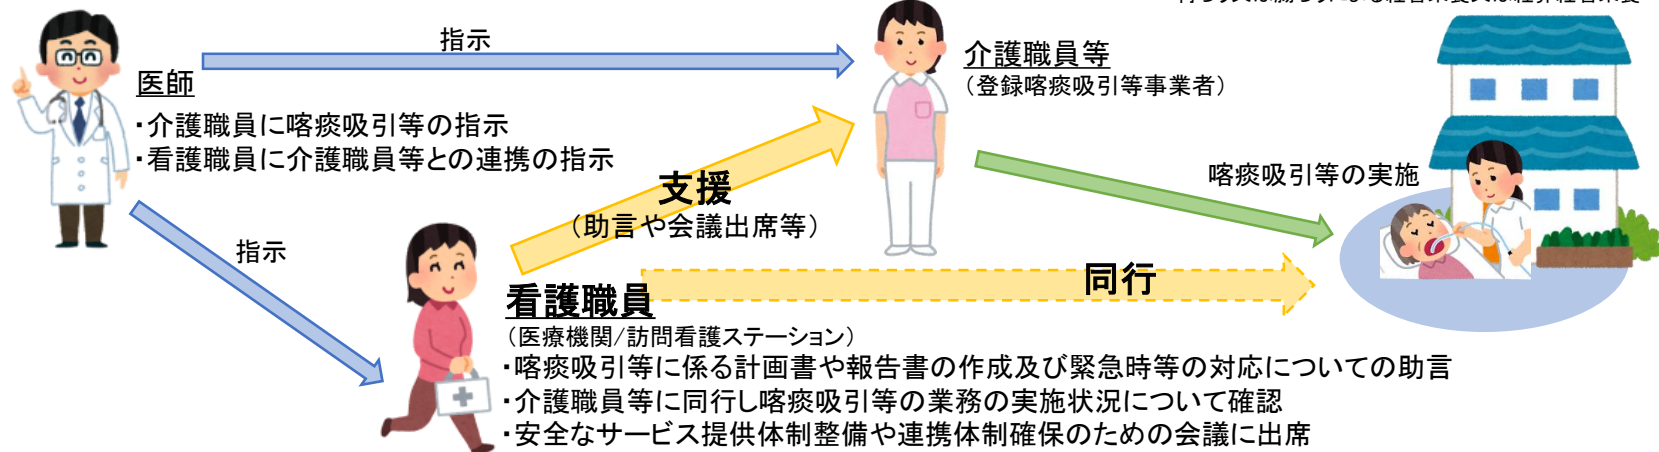 指示
医師
・介護職員に喀痰吸引等の指示
・看護職員に介護職員等との連携の指示
介護職員等
（登録喀痰吸引等事業者）
支援
（助言や会議出席等）
喀痰吸引等の実施
指示
同行
看護職員
（医療機関/訪問看護ステーション）
・喀痰吸引等に係る計画書や報告書の作成及び緊急時等の対応についての助言
・介護職員等に同行し喀痰吸引等の業務の実施状況について確認
・安全なサービス提供体制整備や連携体制確保のための会議に出席